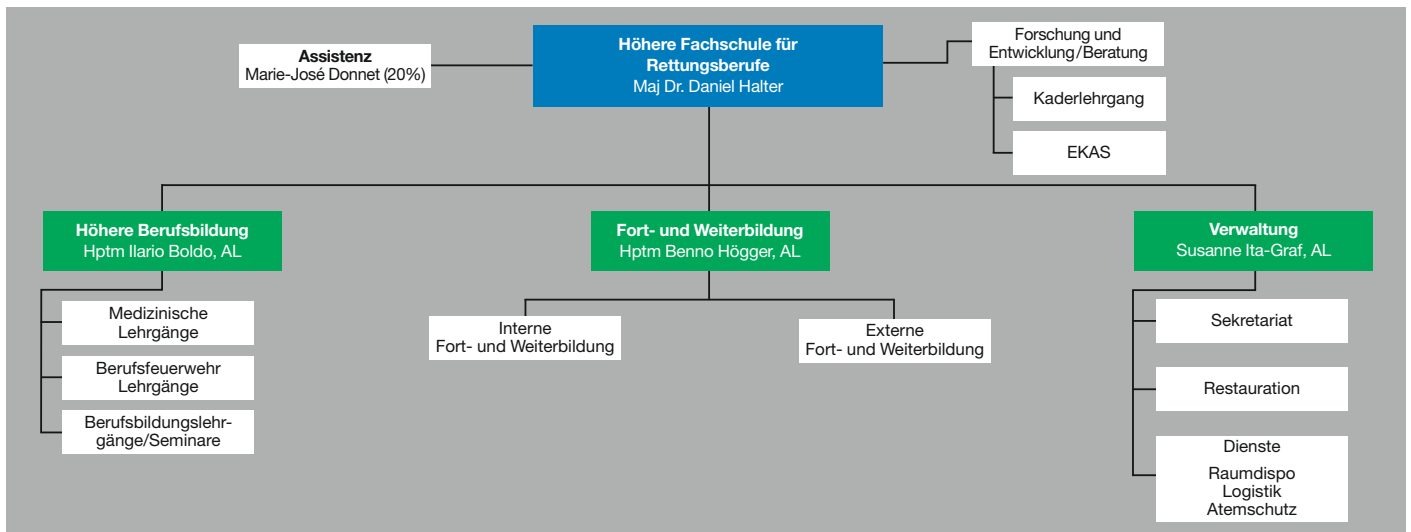 Assistenz
Marie-José Donnet (20%)
Höhere Fachschule für
Rettungsberufe
Maj Dr. Daniel Halter
Forschung und
Entwicklung/Beratung
Kaderlehrgang
EKAS
Höhere Berufsbildung
Hptm Ilario Boldo, AL
Fort- und Weiterbildung
Hptm Benno Högger, AL
Verwaltung
Susanne Ita-Graf, AL
Medizinische
Lehrgänge
Berufsfeuerwehr
Lehrgänge
Berufsbildungslehr-
gänge/Seminare
Interne
Fort- und Weiterbildung
Externe
Fort- und Weiterbildung
Sekretariat
Restauration
Dienste
Raumdispo
Logistik
Atemschutz